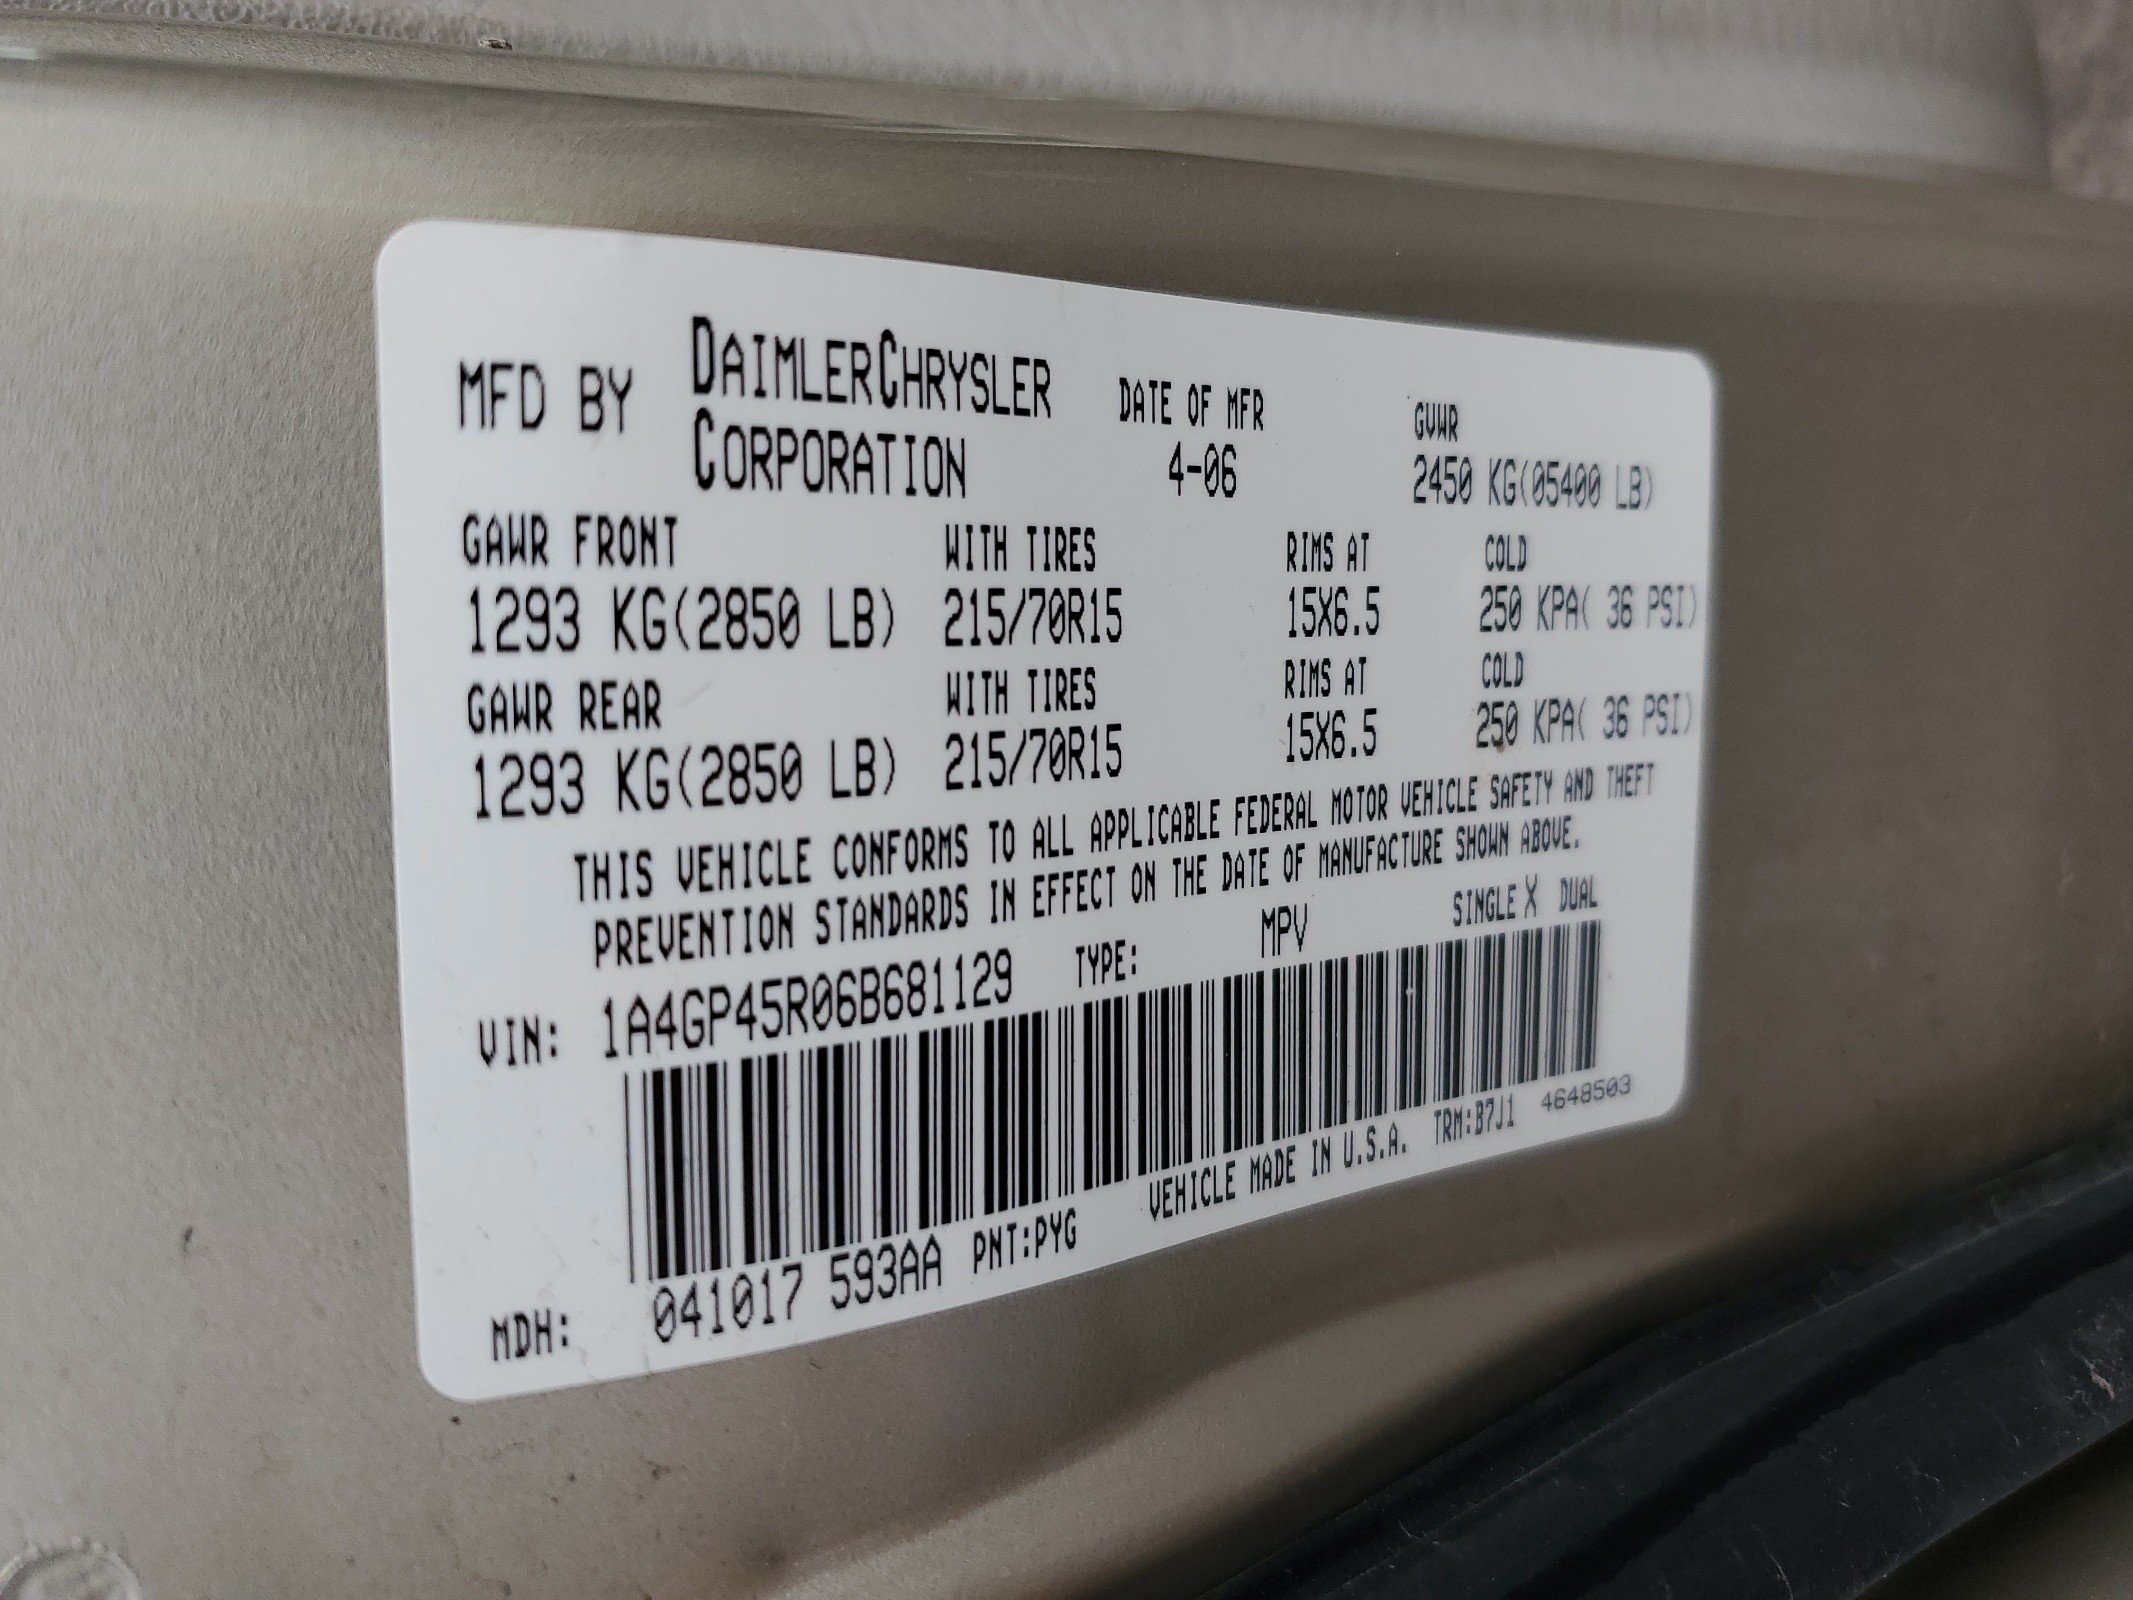 MFD BY DAIMLERCHRYSLER CORPORATION DATE OF MFR 4-06 GVWR 2450 KG(05400 LB)
GAWR FRONT WITH TIRES RIMS AT COLD
1293 KG(2850 LB) 215/70R15 15X6.5 250 KPA( 36 PSI)
GAWR REAR WITH TIRES RIMS AT COLD
1293 KG(2850 LB) 215/70R15 15X6.5 250 KPA( 36 PSI)
THIS VEHICLE CONFORMS TO ALL APPLICABLE FEDERAL MOTOR VEHICLE SAFETY AND THEFT
PREVENTION STANDARDS IN EFFECT ON THE DATE OF MANUFACTURE SHOWN ABOVE.
VIN: 1A4GP45R06B681129 TYPE: MPV SINGLE X DUAL
MDH: 041017 593AA PNT:PYG VEHICLE MADE IN U.S.A. TRM:B7J1 4648503